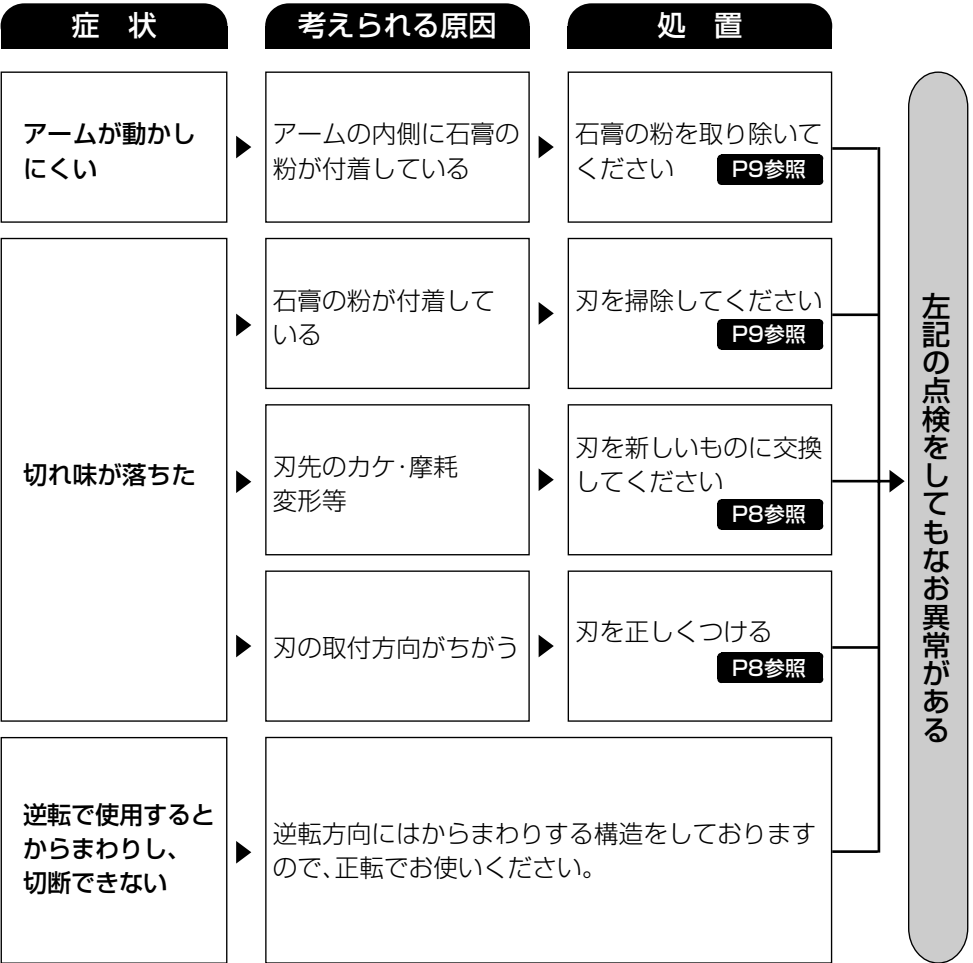 症 状
考えられる原因
処 置
アームが動かし
にくい
アームの内側に石膏の
粉が付着している
石膏の粉を取り除いて
ください P9参照
切れ味が落ちた
石膏の粉が付着して
いる
刃を掃除してください
P9参照
刃先のカケ・摩耗
変形等
刃を新しいものに交換
してください
P8参照
刃の取付方向がちがう
刃を正しくつける
P8参照
逆転で使用すると
からまわりし、
切断できない
逆転方向にはからまわりする構造をしております
ので、正転でお使いください。
左記の点検をしてもなお異常がある